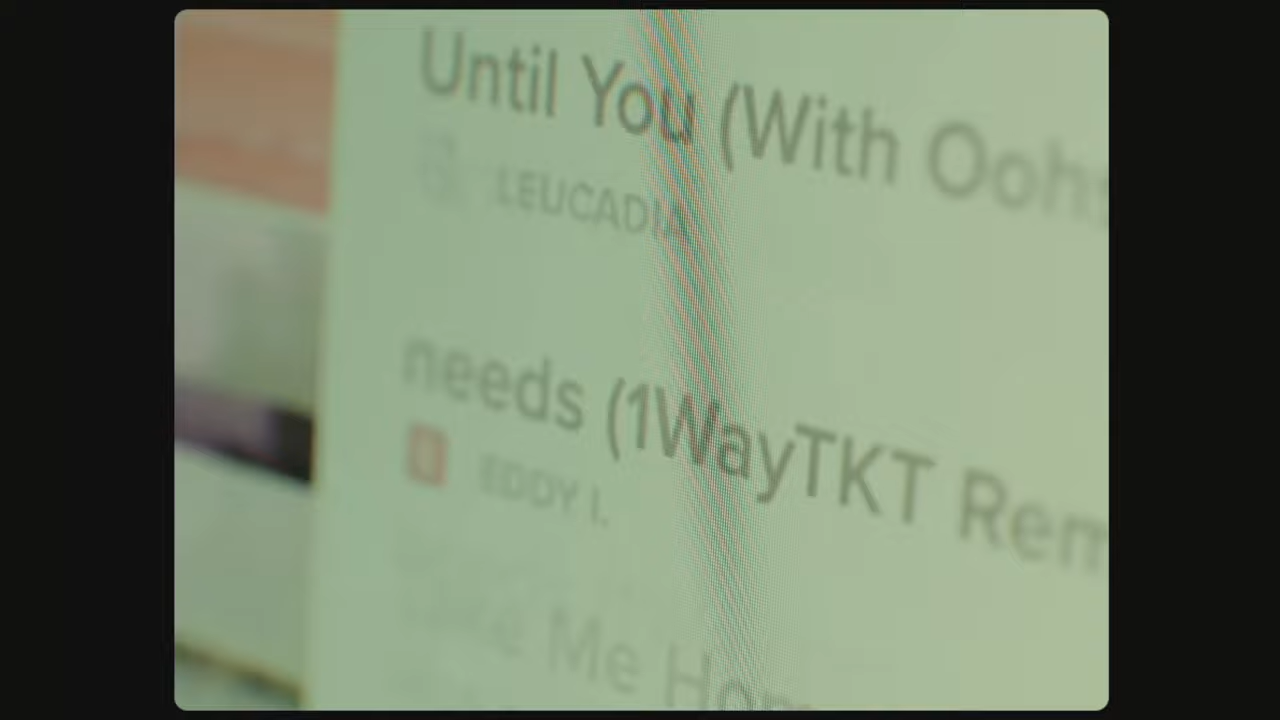 Until You (With Oohs
LEUCADIA
needs (1WayTKT Rem
EDDY I.
Me Hom